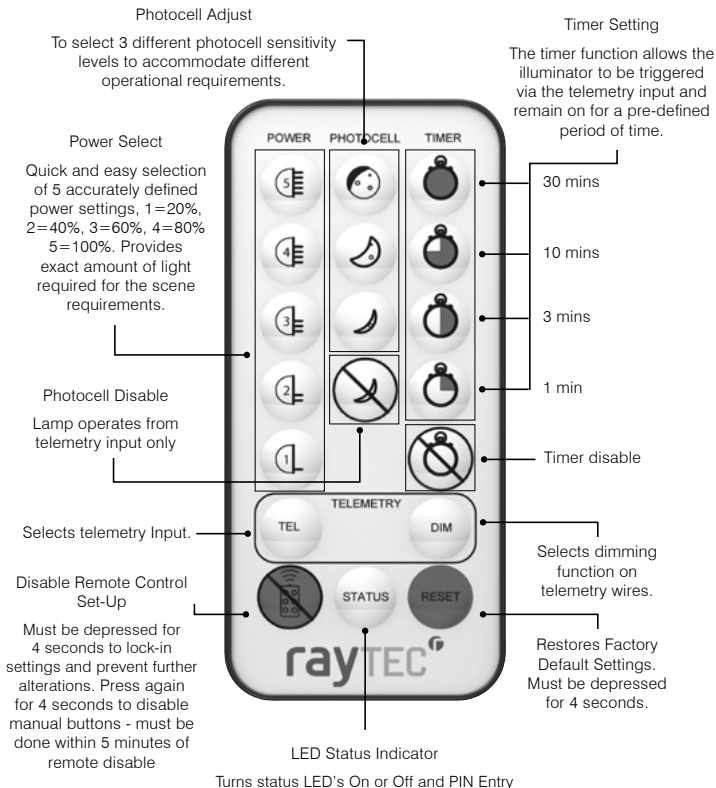 Photocell Adjust
To select 3 different photocell sensitivity
levels to accommodate different
operational requirements.
Timer Setting
The timer function allows the
illuminator to be triggered
via the telemetry input and
remain on for a pre-defined
period of time.
Power Select
Quick and easy selection
of 5 accurately defined
power settings, 1=20%,
2=40%, 3=60%, 4=80%
5=100%. Provides
exact amount of light
required for the scene
requirements.
Photocell Disable
Lamp operates from
telemetry input only
Selects telemetry Input.
Disable Remote Control
Set-Up
Must be depressed for
4 seconds to lock-in
settings and prevent further
alterations. Press again
for 4 seconds to disable
manual buttons - must be
done within 5 minutes of
remote disable
POWER PHOTOCELL TIMER
5
4
3
2
1
TELEMETRY
TEL DIM
STATUS RESET
rayTEC
30 mins
10 mins
3 mins
1 min
Timer disable
Selects dimming
function on
telemetry wires.
Restores Factory
Default Settings.
Must be depressed
for 4 seconds.
LED Status Indicator
Turns status LED's On or Off and PIN Entry